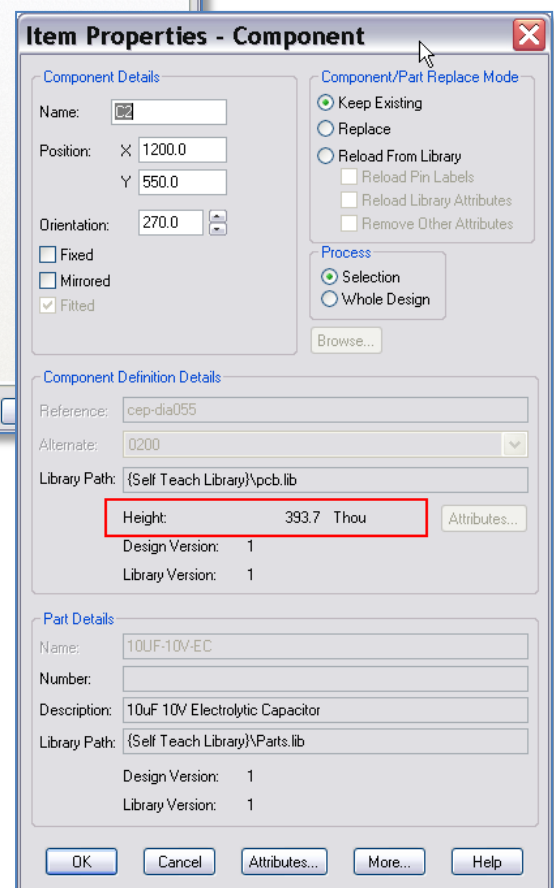 Item Properties - Component
Component Details
Name: C2
Position: X 1200.0
Y 550.0
Orientation: 270.0
Fixed
Mirrored
Fitted
Component/Part Replace Mode
Keep Existing
Replace
Reload From Library
Reload Pin Labels
Reload Library Attributes
Remove Other Attributes
Process
Selection
Whole Design
Browse...
Component Definition Details
Reference: cep-dia055
Alternate: 0200
Library Path: {Self Teach Library}\pcb.lib
Height: 393.7 Thou Attributes...
Design Version: 1
Library Version: 1
Part Details
Name: 10UF-10V-EC
Number:
Description: 10uF 10V Electrolytic Capacitor
Library Path: {Self Teach Library}\Parts.lib
Design Version: 1
Library Version: 1
OK Cancel Attributes... More... Help